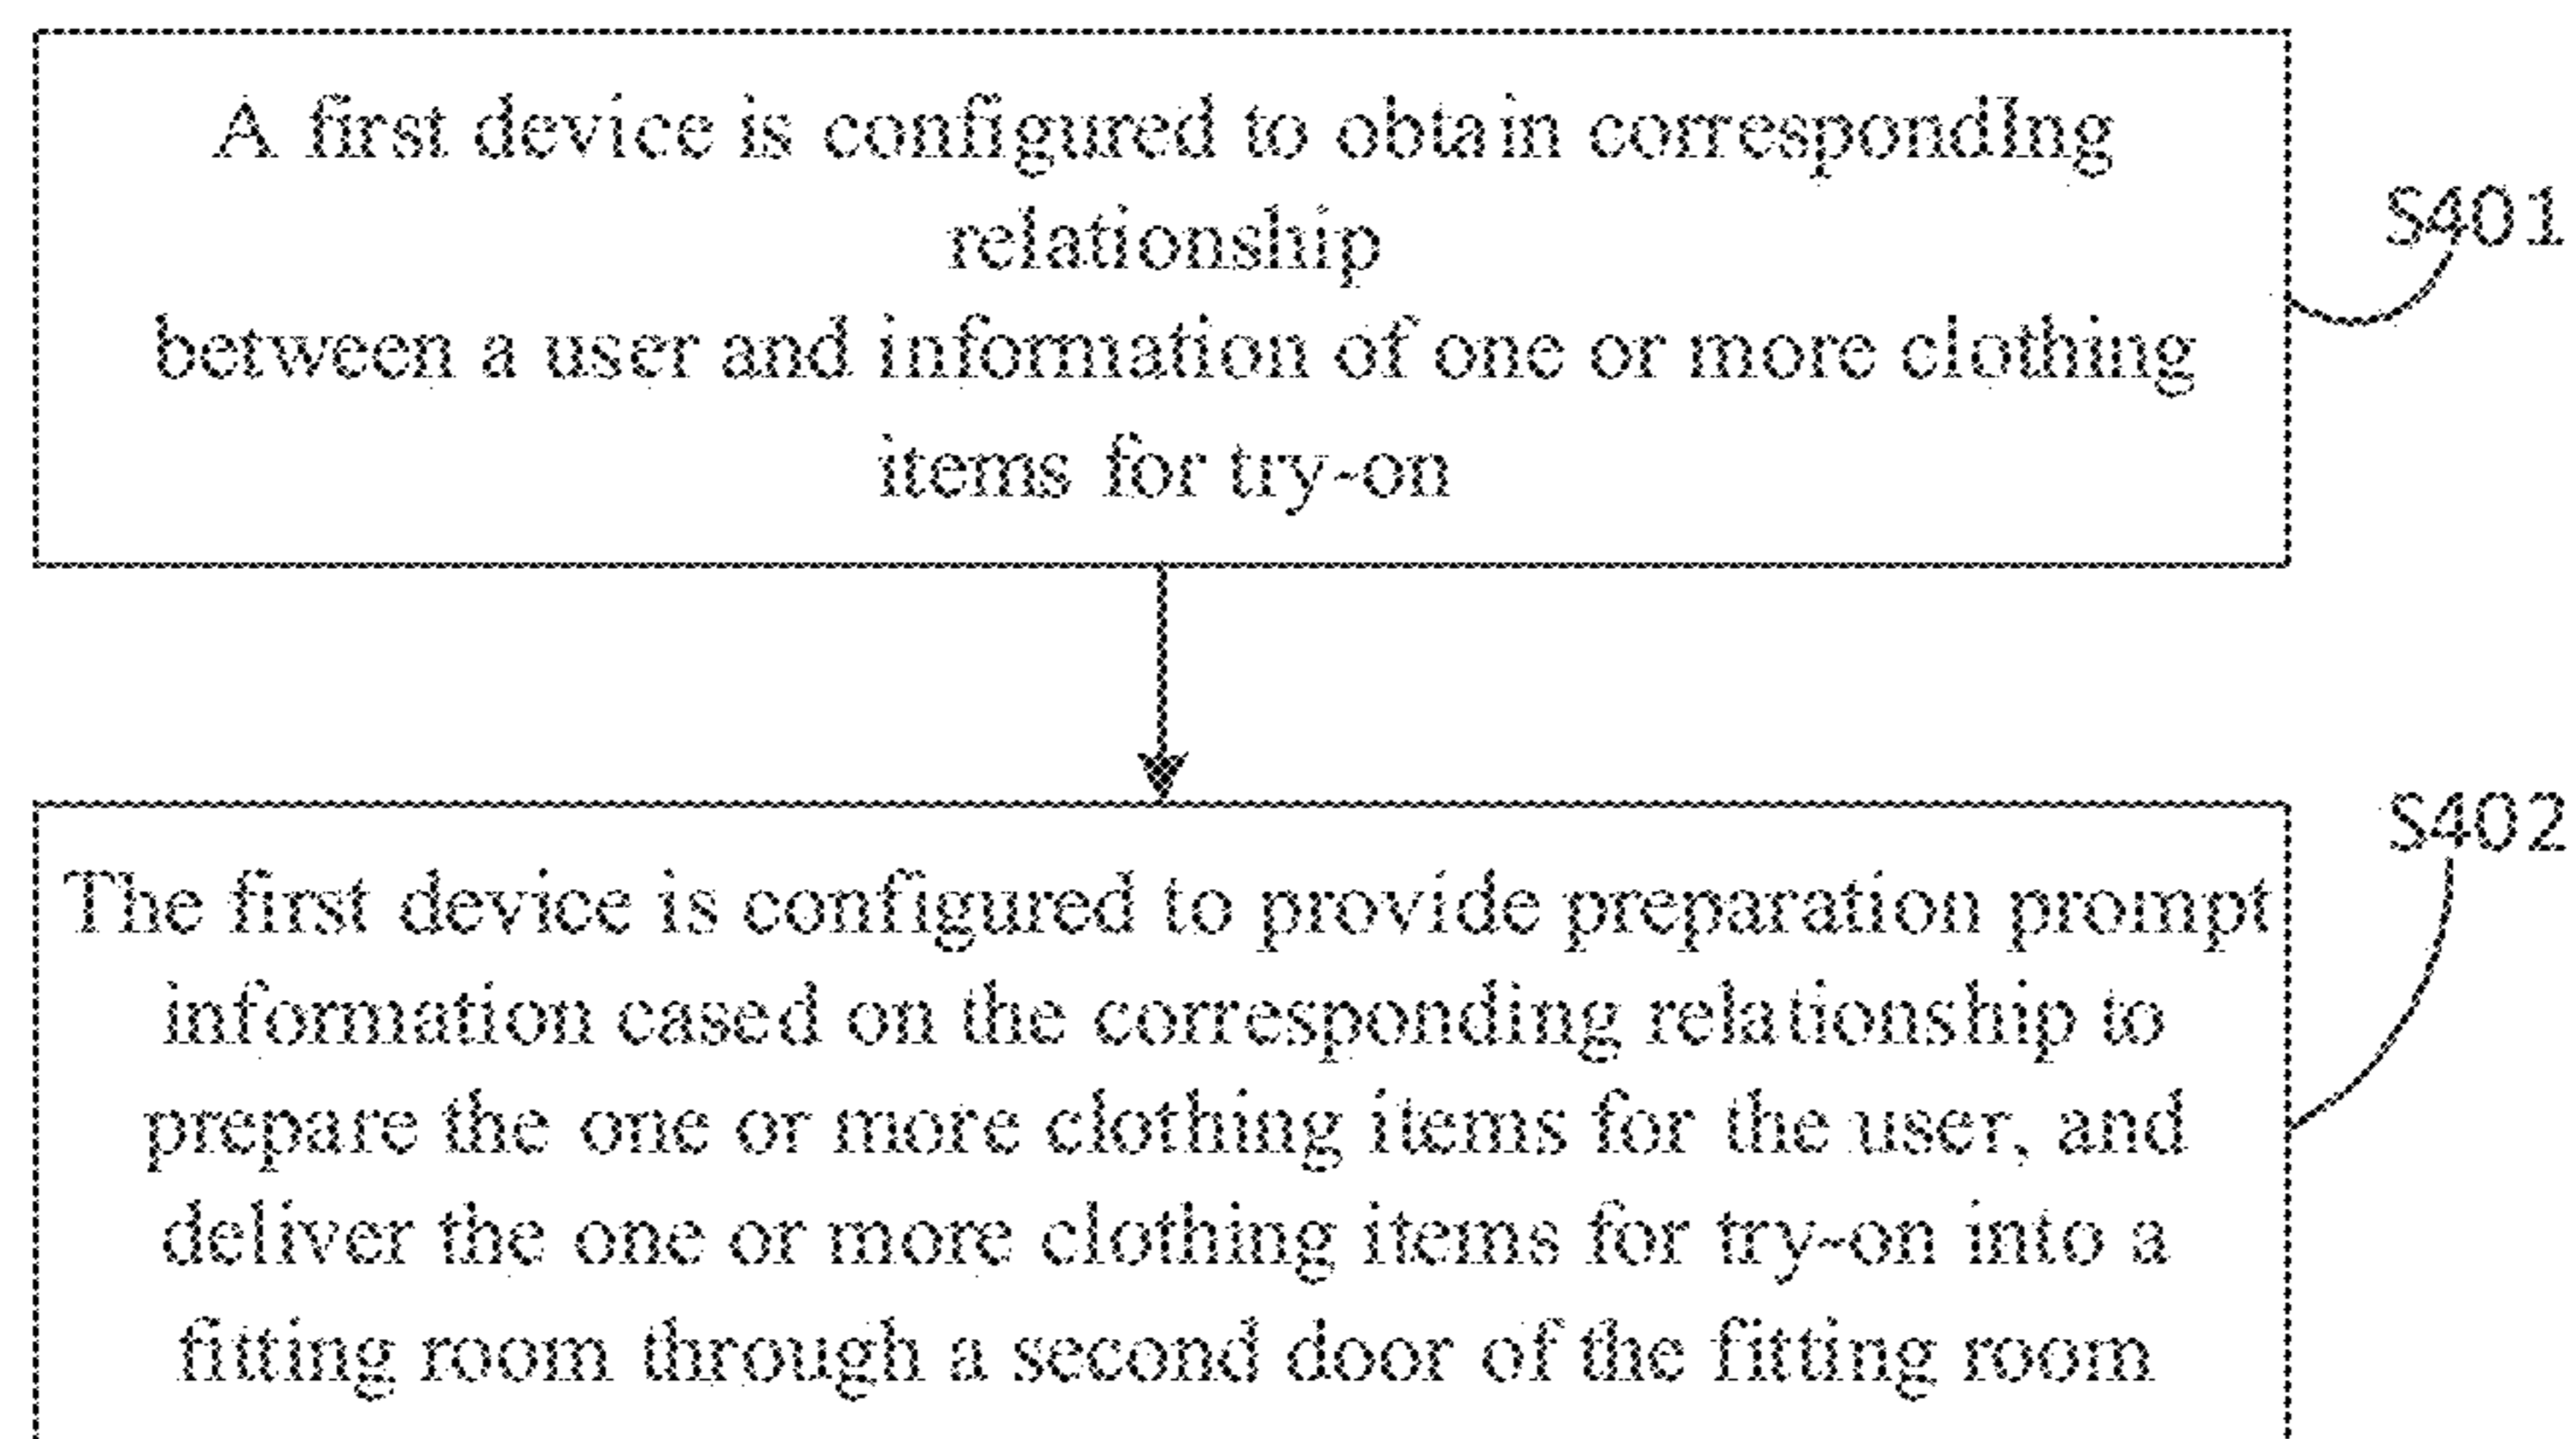 A first device is configured to obtain correspondIng
relationship
between a user and information of one or more clothing
items for try-on
S401
The first device is configured to provide preparation prompt
information cased on the corresponding relationship to
prepare the one or more clothing items for the user, and
deliver the one or more clothing items for try-on into a
fitting room through a second door of the fitting room
S402